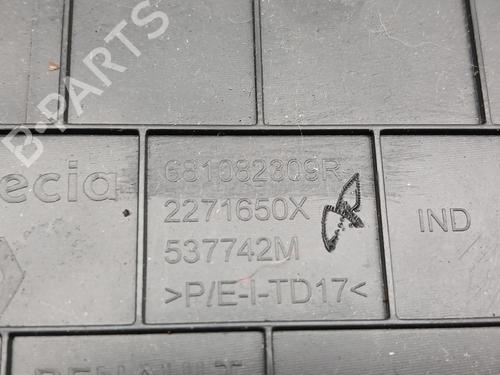 B-PARTS
ecia
681082309R
2271650X
537742M
>P/E-I-TD17<
IND